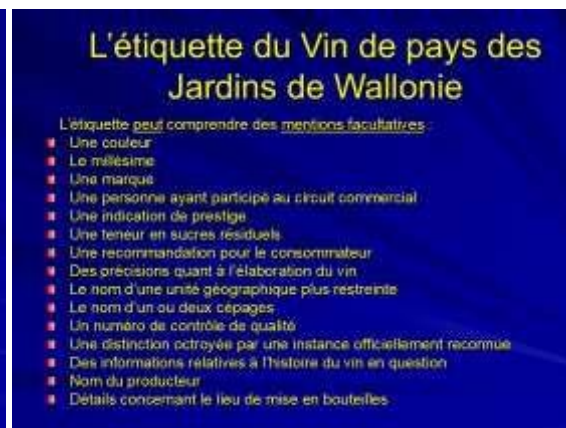 L'étiquette du Vin de pays des
Jardins de Wallonie
L'étiquette peut comprendre des mentions facultatives :
Une couleur
Le millésime
Une marque
Une personne ayant participé au circuit commercial
Une indication de prestige
Une teneur en sucres résiduels
Une recommandation pour le consommateur
Des précisions quant à l'élaboration du vin
Le nom d'une unité géographique plus restreinte
Le nom d'un ou deux cépages
Un numéro de contrôle de qualité
Une distinction octroyée par une instance officiellement reconnue
Des informations relatives à l'histoire du vin en question
Nom du producteur
Détails concernant le lieu de mise en bouteilles